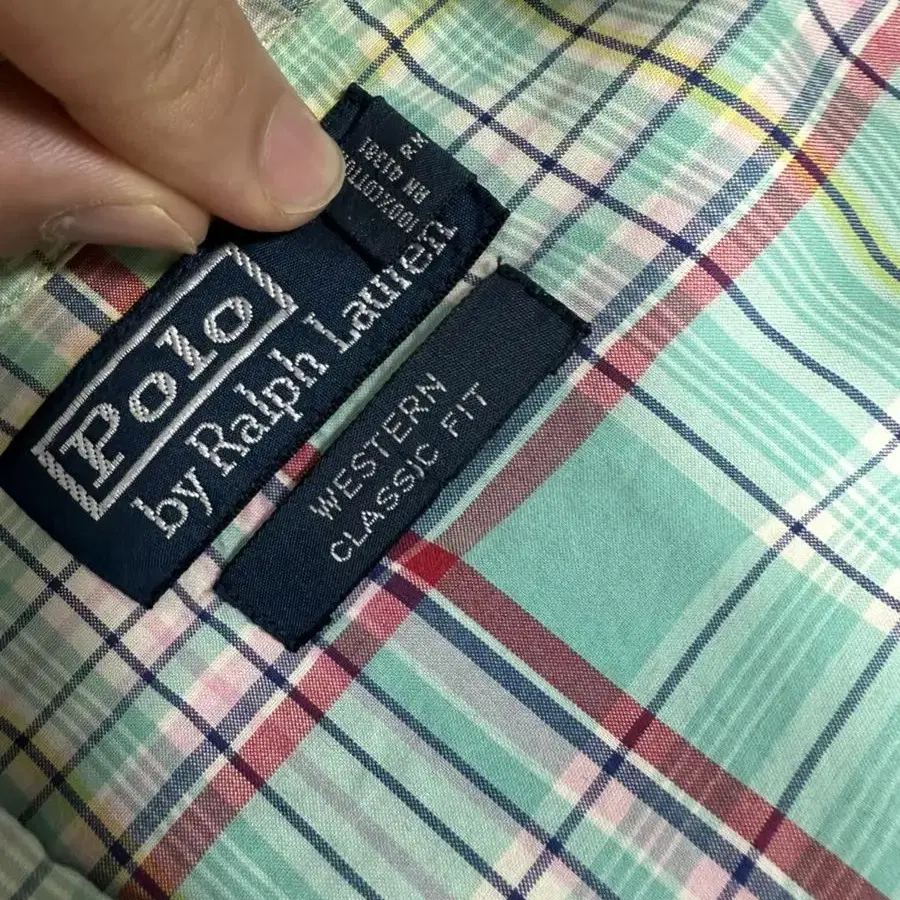 Polo
by Ralph Lauren
WESTERN
CLASSIC FIT
100%COTTON
RN 41381